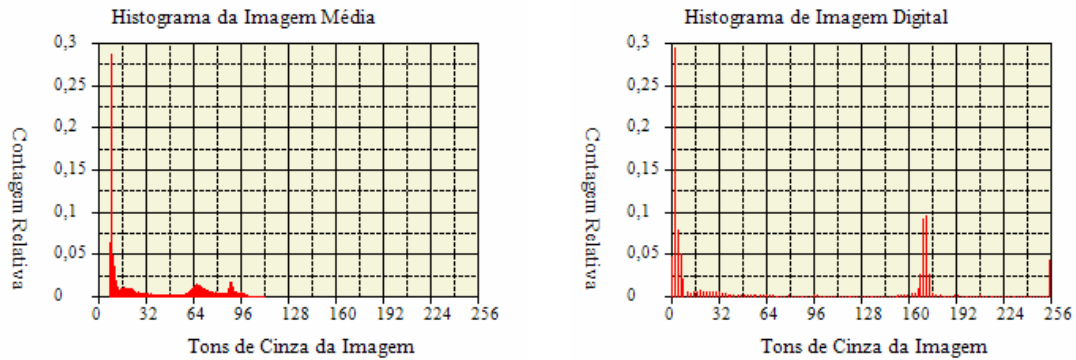 Histograma da Imagem Média
0,3
0,25
0,2
0,15
0,1
0,05
0
Contagem Relativa
0 32 64 96 128 160 192 224 256
Tons de Cinza da Imagem
Histograma de Imagem Digital
0,3
0,25
0,2
0,15
0,1
0,05
0
Contagem Relativa
0 32 64 96 128 160 192 224 256
Tons de Cinza da Imagem